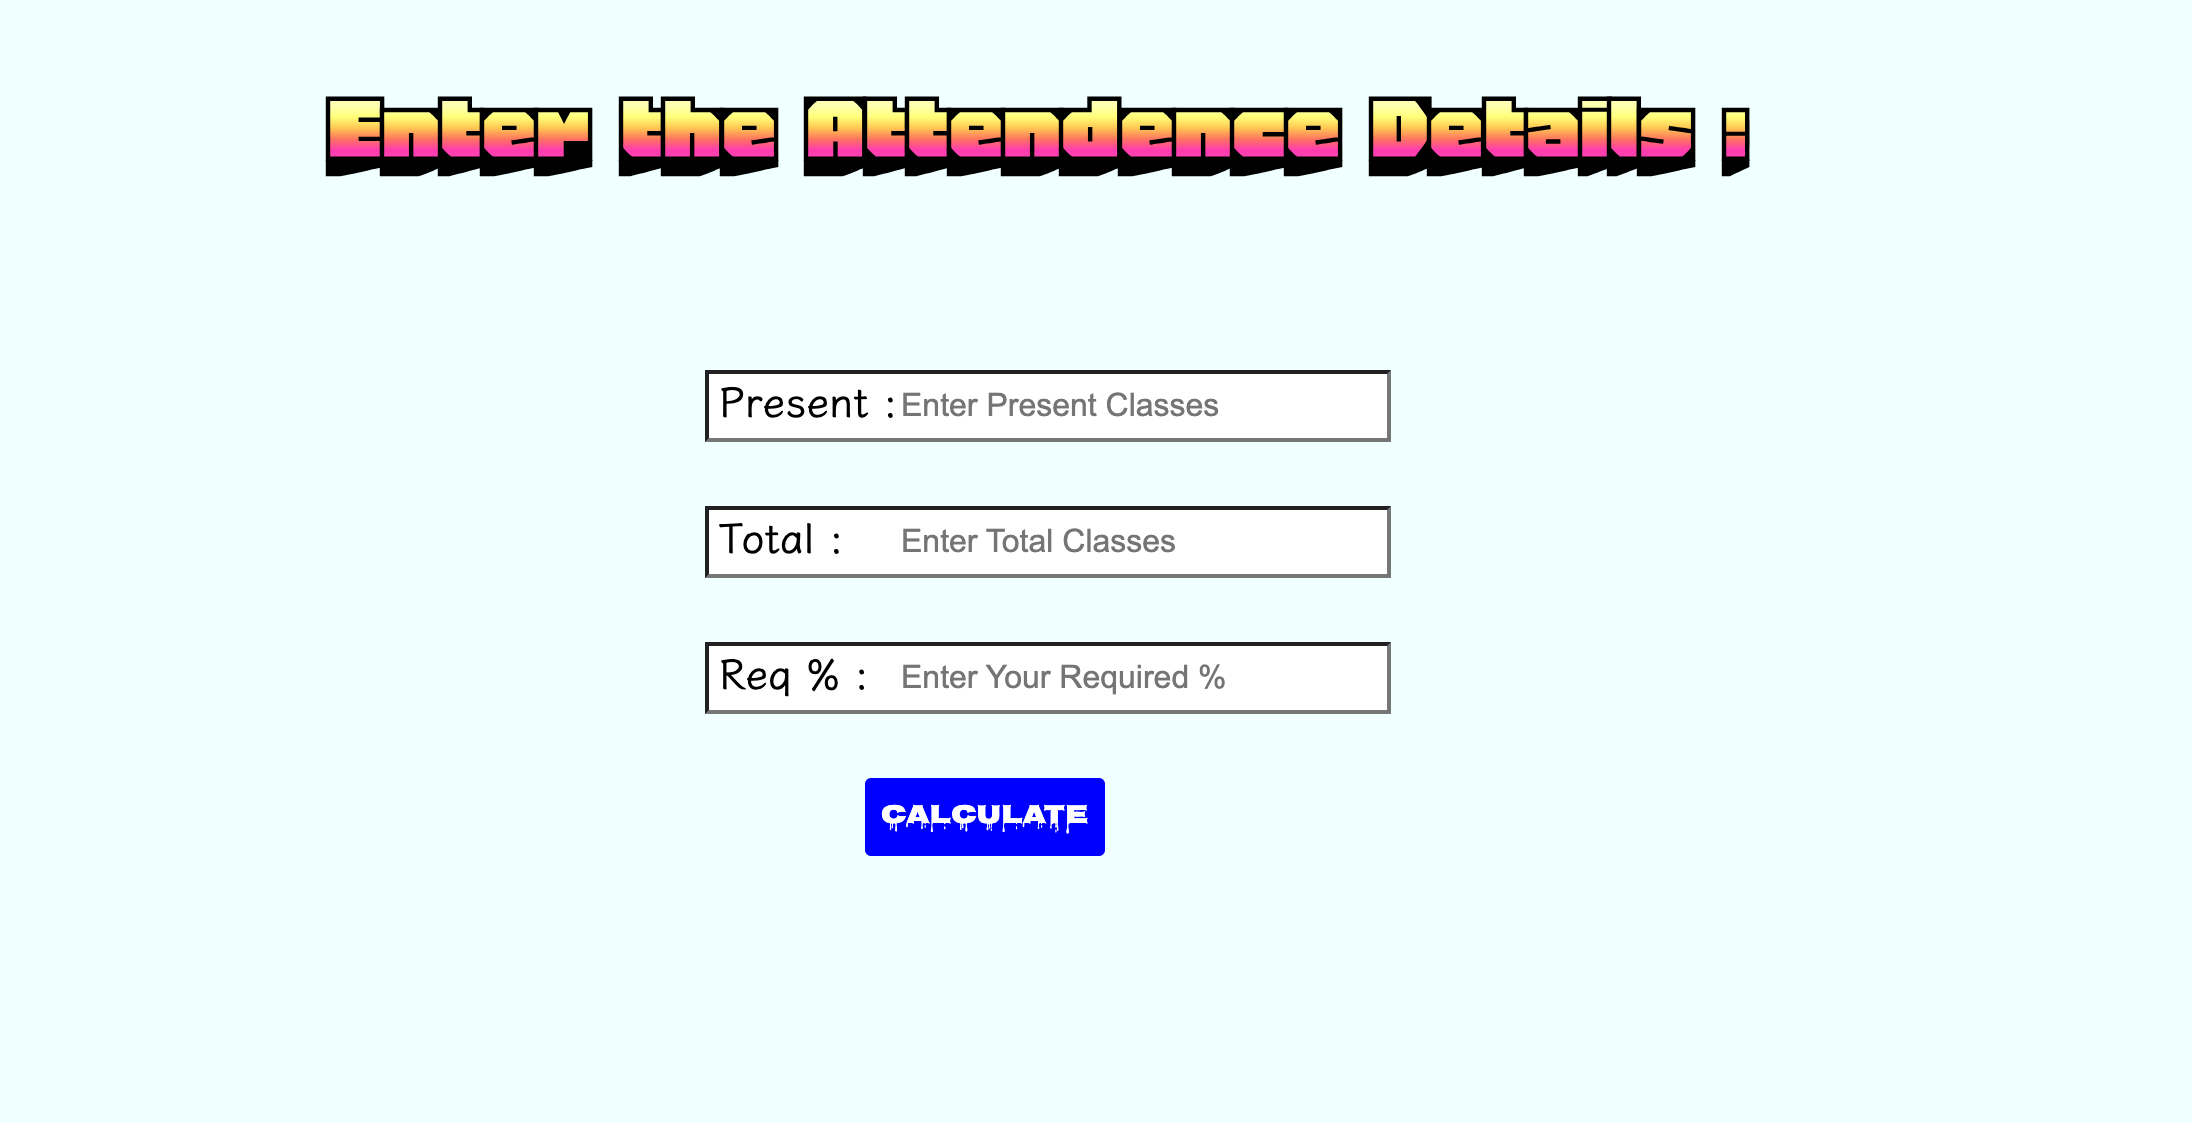 Enter the Attendence Details :
Present : Enter Present Classes
Total : Enter Total Classes
Req % : Enter Your Required %
CALCULATE